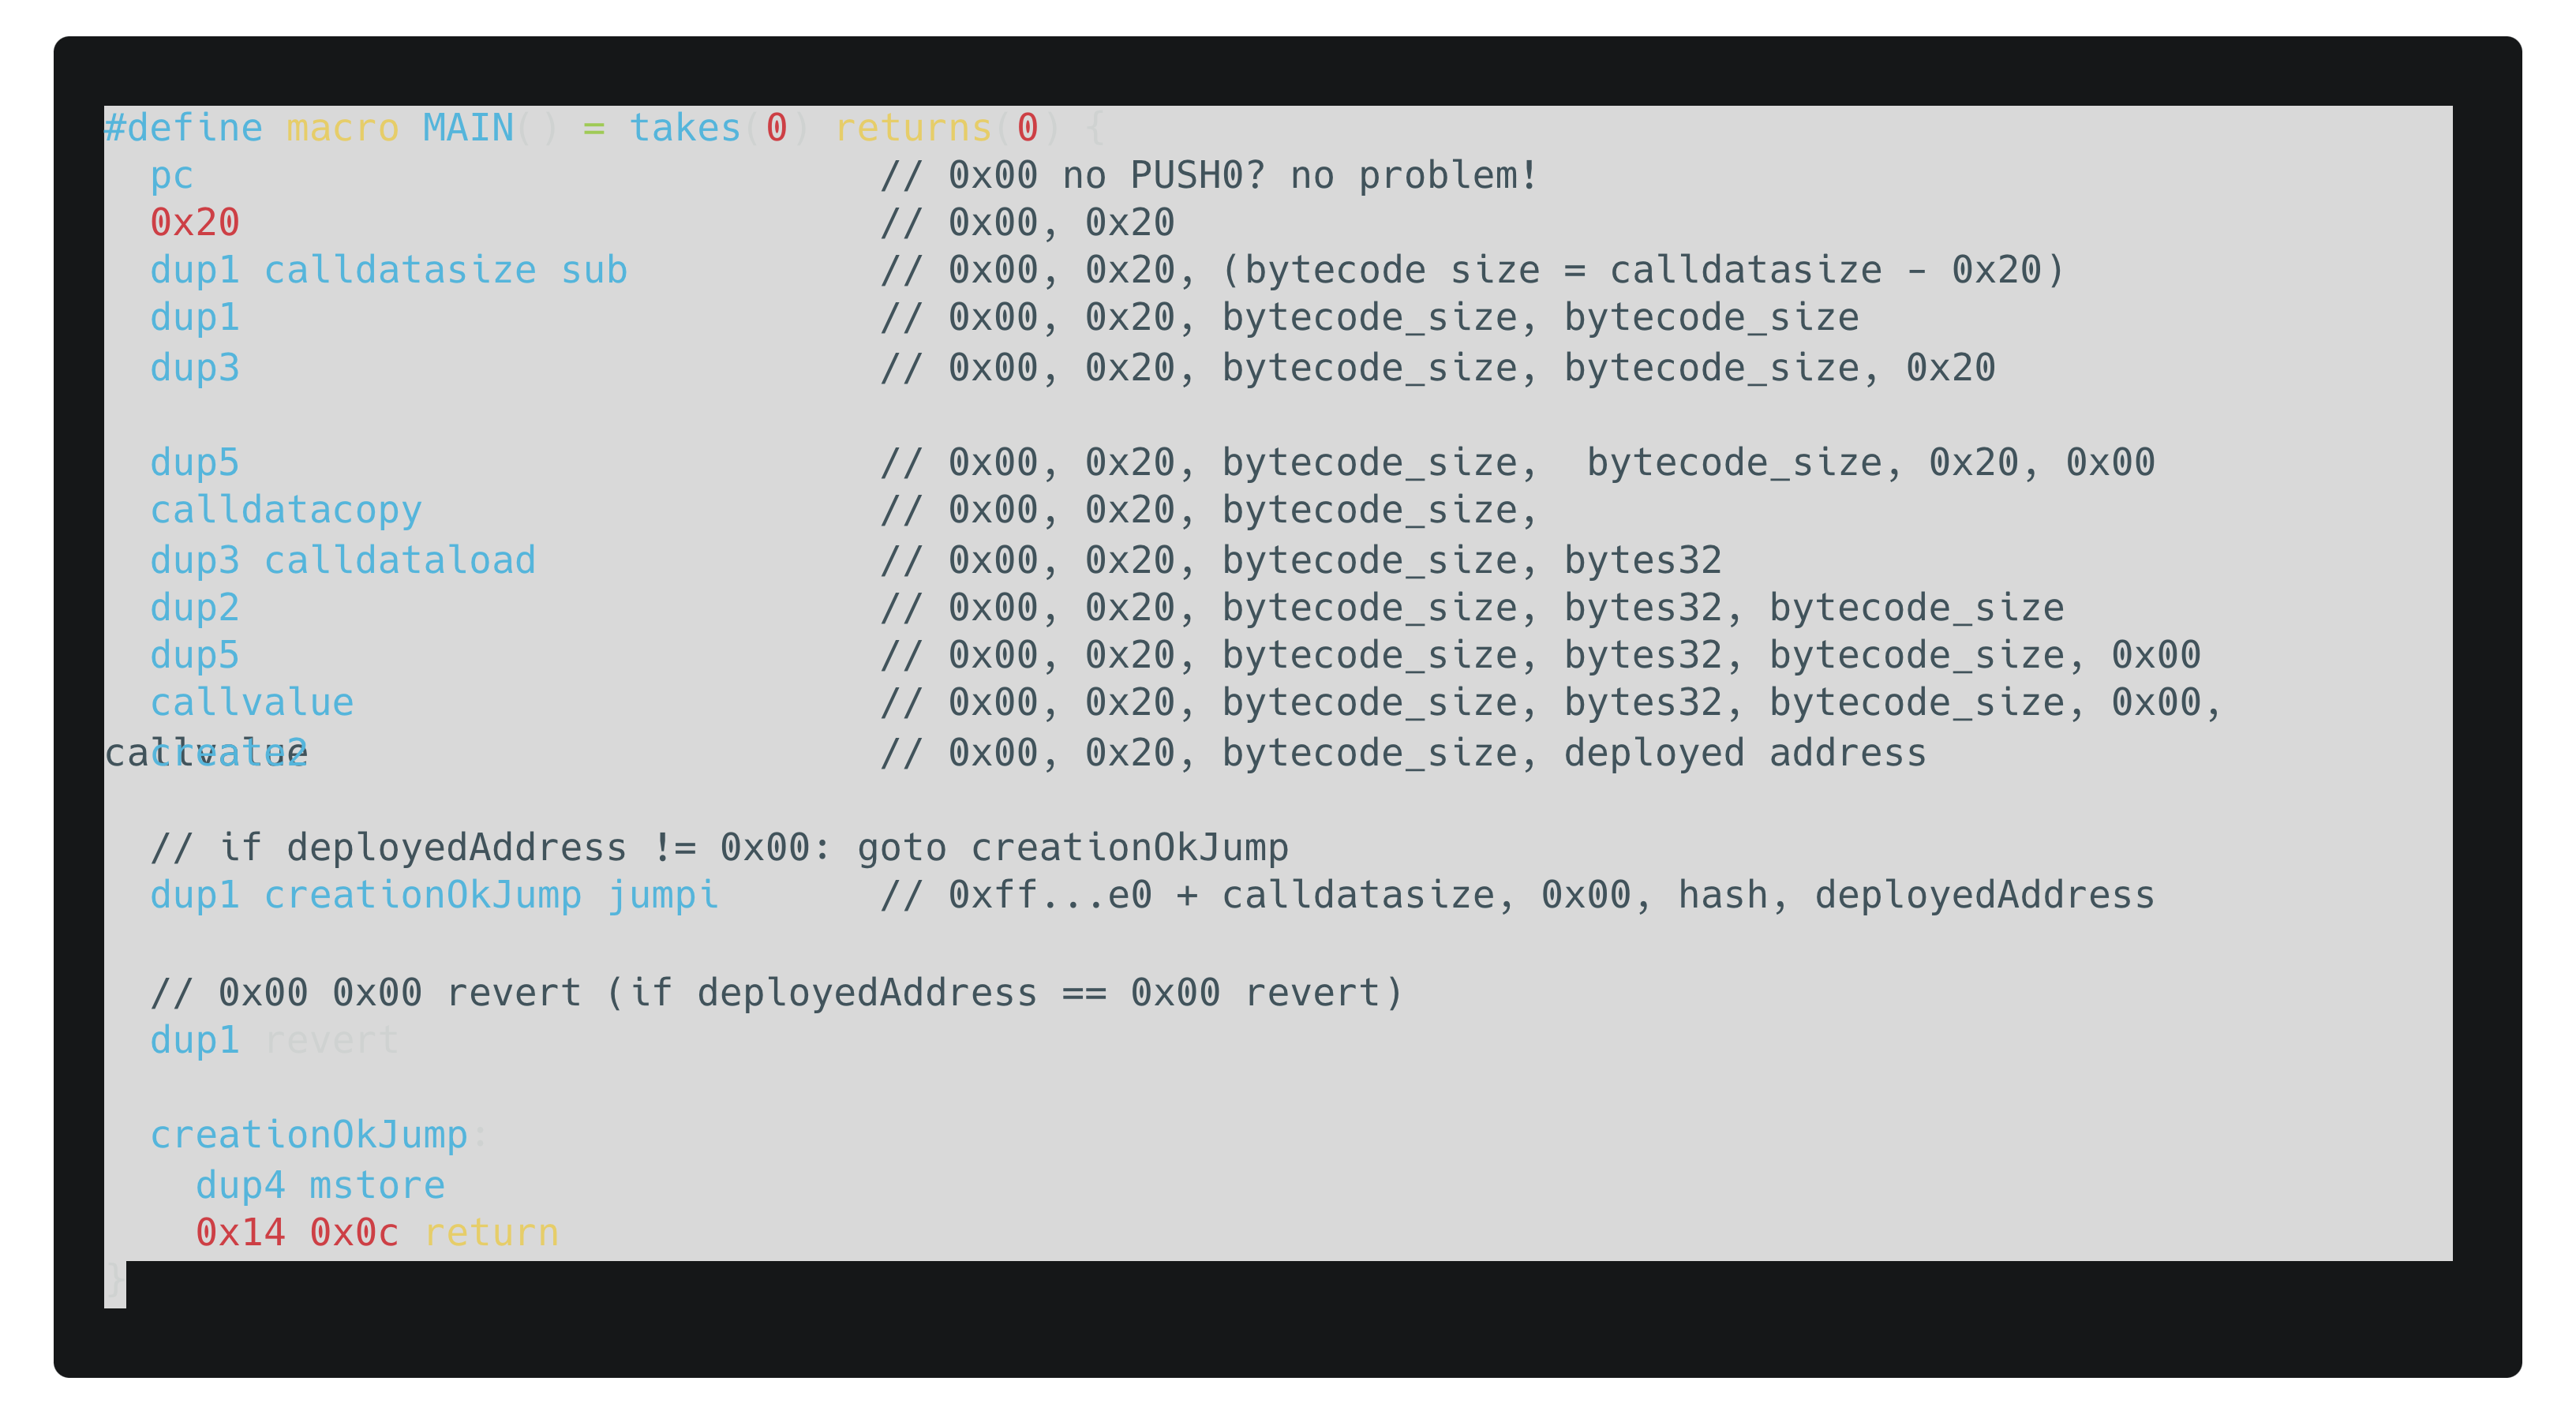 #define macro MAIN() = takes(0) returns(0) {
  pc                                // 0x00 no PUSH0? no problem!
  0x20                              // 0x00, 0x20
  dup1 calldatasize sub             // 0x00, 0x20, (bytecode size = calldatasize - 0x20)
  dup1                              // 0x00, 0x20, bytecode_size, bytecode_size
  dup3                              // 0x00, 0x20, bytecode_size, bytecode_size, 0x20
  dup5                              // 0x00, 0x20, bytecode_size,  bytecode_size, 0x20, 0x00
  calldatacopy                      // 0x00, 0x20, bytecode_size,
  dup3 calldataload                 // 0x00, 0x20, bytecode_size, bytes32
  dup2                              // 0x00, 0x20, bytecode_size, bytes32, bytecode_size
  dup5                              // 0x00, 0x20, bytecode_size, bytes32, bytecode_size, 0x00
  callvalue                         // 0x00, 0x20, bytecode_size, bytes32, bytecode_size, 0x00,
callvalue
  create2                           // 0x00, 0x20, bytecode_size, deployed address
  // if deployedAddress != 0x00: goto creationOkJump
  dup1 creationOkJump jumpi         // 0xff...e0 + calldatasize, 0x00, hash, deployedAddress
  // 0x00 0x00 revert (if deployedAddress == 0x00 revert)
  dup1 revert
  creationOkJump:
    dup4 mstore
    0x14 0x0c return
}